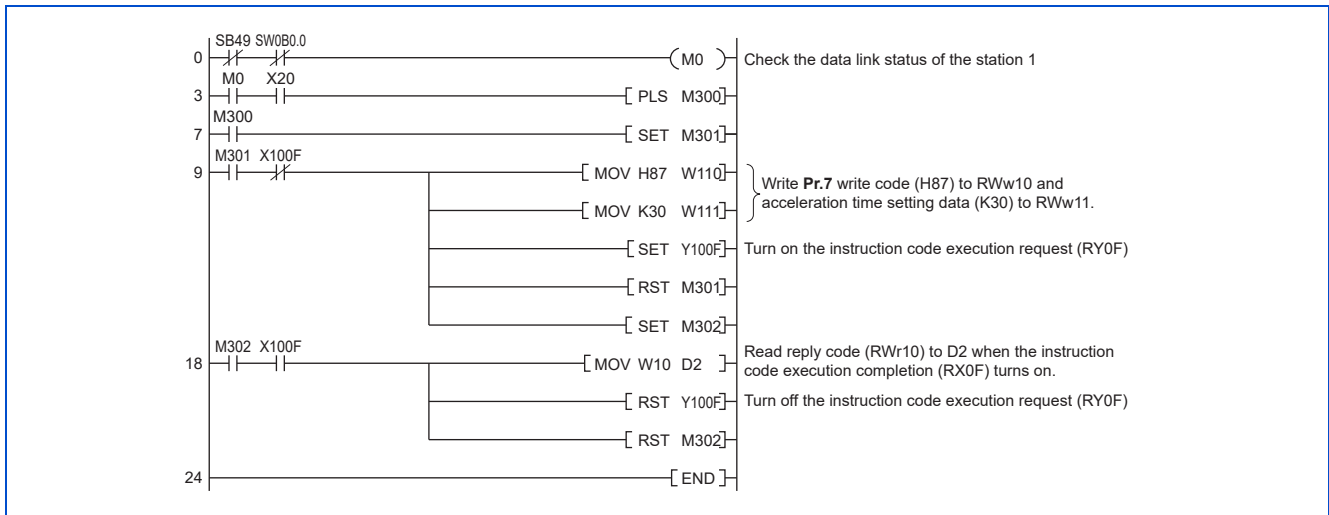 SB49 SW0B0.0
0 M0 Check the data link status of the station 1
M0 X20
3 PLS M300
M300
7 SET M301
M301 X100F
9 MOV H87 W110
Write Pr.7 write code (H87) to RWw10 and
acceleration time setting data (K30) to RWw11.
MOV K30 W111
SET Y100F Turn on the instruction code execution request (RY0F)
RST M301
SET M302
M302 X100F
18 MOV W10 D2 Read reply code (RWr10) to D2 when the instruction
code execution completion (RX0F) turns on.
RST Y100F Turn off the instruction code execution request (RY0F)
RST M302
24 END